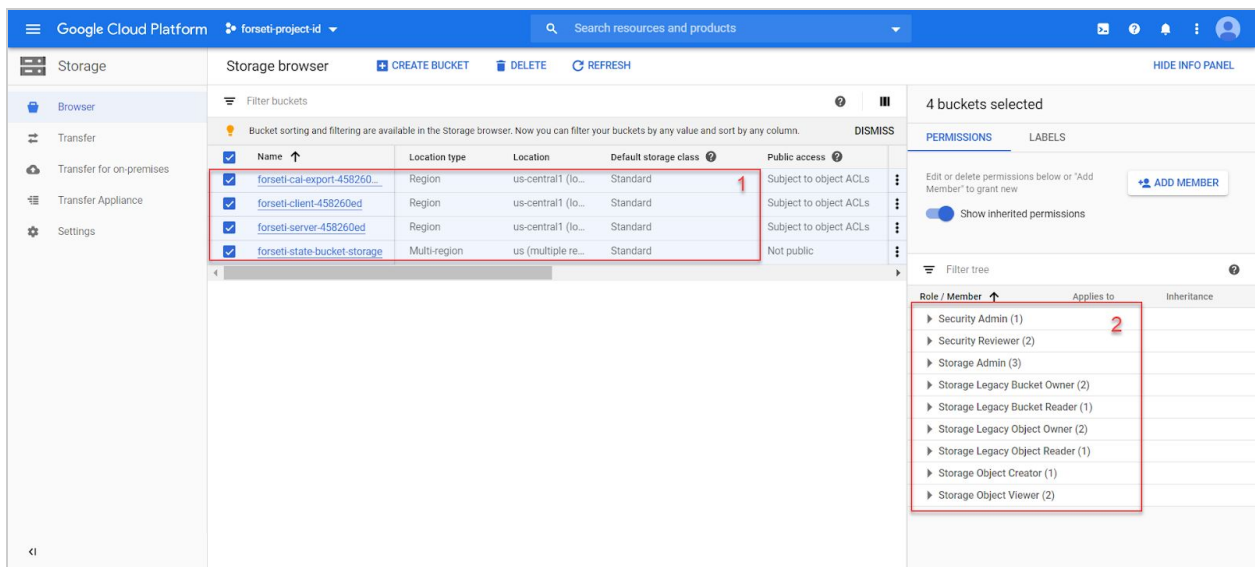 Google Cloud Platform forseti-project-id Search resources and products
Storage Storage browser CREATE BUCKET DELETE REFRESH HIDE INFO PANEL
Browser
Transfer
Transfer for on-premises
Transfer Appliance
Settings
Filter buckets
Bucket sorting and filtering are available in the Storage browser. Now you can filter your buckets by any value and sort by any column. DISMISS
Name Location type Location Default storage class Public access
forseti-cai-export-458260... Region us-central1 (lo... Standard Subject to object ACLs
1
forseti-client-458260ed Region us-central1 (lo... Standard Subject to object ACLs
forseti-server-458260ed Region us-central1 (lo... Standard Subject to object ACLs
forseti-state-bucket-storage Multi-region us (multiple re... Standard Not public
4 buckets selected
PERMISSIONS LABELS
Edit or delete permissions below or "Add
Member" to grant new
ADD MEMBER
Show inherited permissions
Filter tree
Role / Member Applies to Inheritance
Security Admin (1)
2
Security Reviewer (2)
Storage Admin (3)
Storage Legacy Bucket Owner (2)
Storage Legacy Bucket Reader (1)
Storage Legacy Object Owner (2)
Storage Legacy Object Reader (1)
Storage Object Creator (1)
Storage Object Viewer (2)